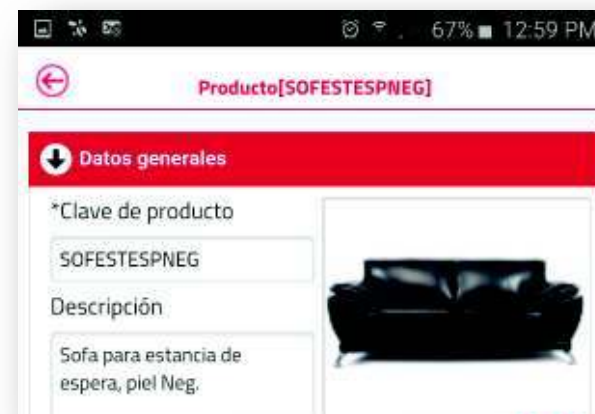 67% 12:59 PM
Producto[SOFESTESPNEG]
Datos generales
*Clave de producto
SOFESTESPNEG
Descripción
Sofa para estancia de
espera, piel Neg.